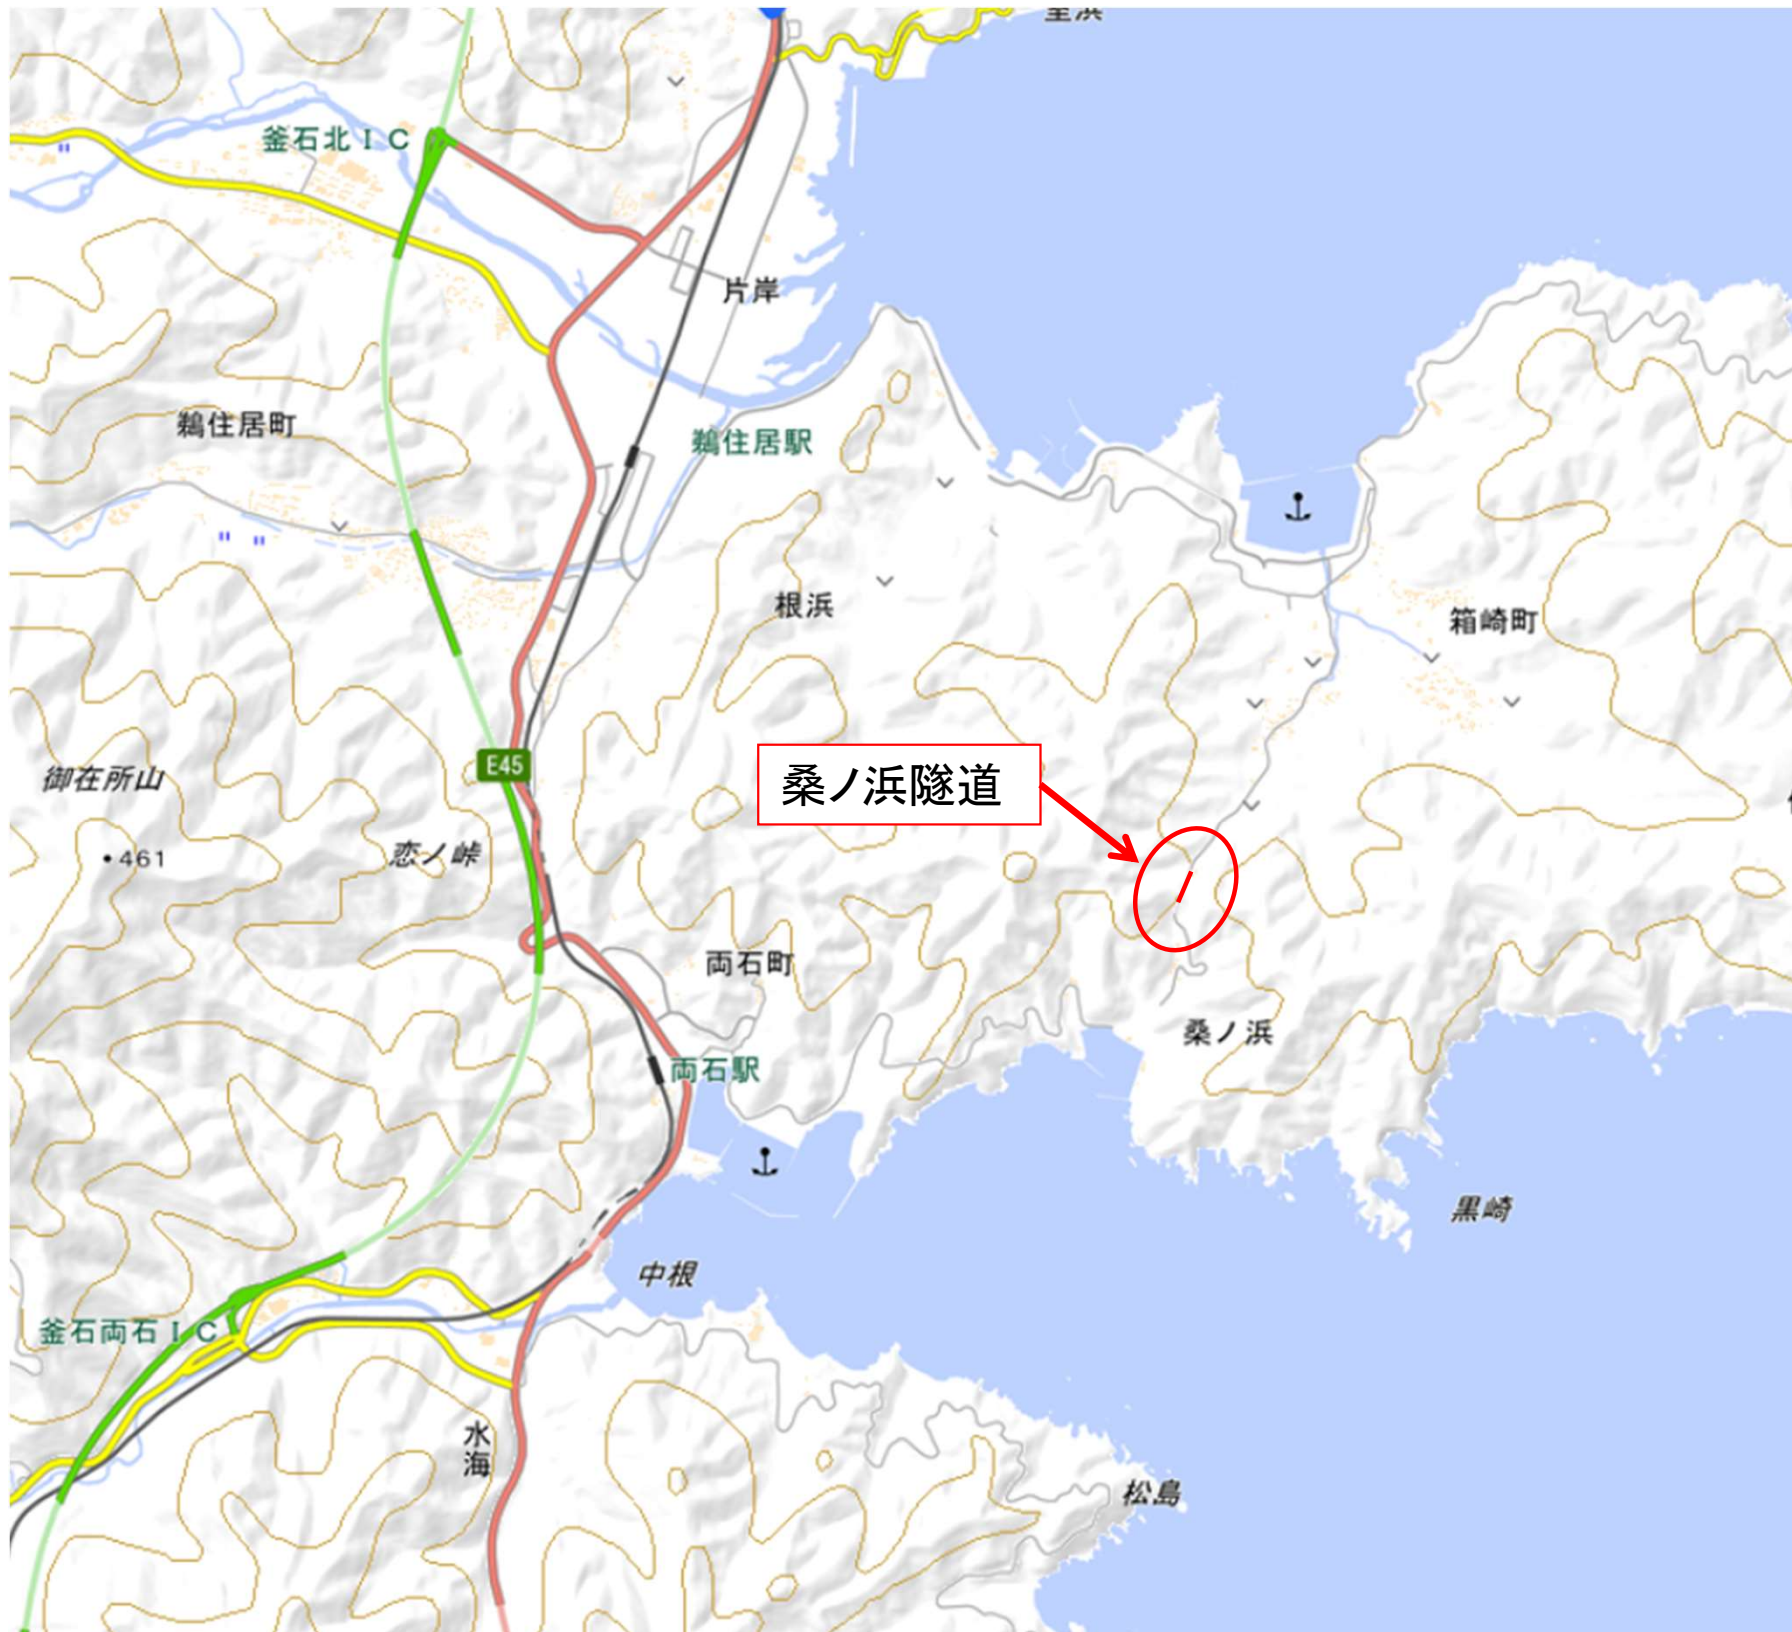 室浜
釜石北ＩＣ
片岸
鵜住居町
鵜住居駅
根浜
箱崎町
E45
桑ノ浜隧道
御在所山
恋ノ峠
461
両石町
桑ノ浜
両石駅
黒崎
中根
釜石両石ＩＣ
水海
松島